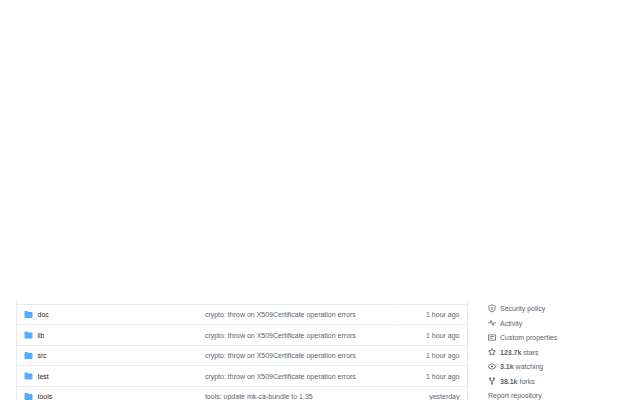 doc crypto: throw on X509Certificate operation errors 1 hour ago
lib crypto: throw on X509Certificate operation errors 1 hour ago
src crypto: throw on X509Certificate operation errors 1 hour ago
test crypto: throw on X509Certificate operation errors 1 hour ago
tools tools: update mk-ca-bundle to 1.35 yesterday
Security policy
Activity
Custom properties
123.7k stars
3.1k watching
38.1k forks
Report repository